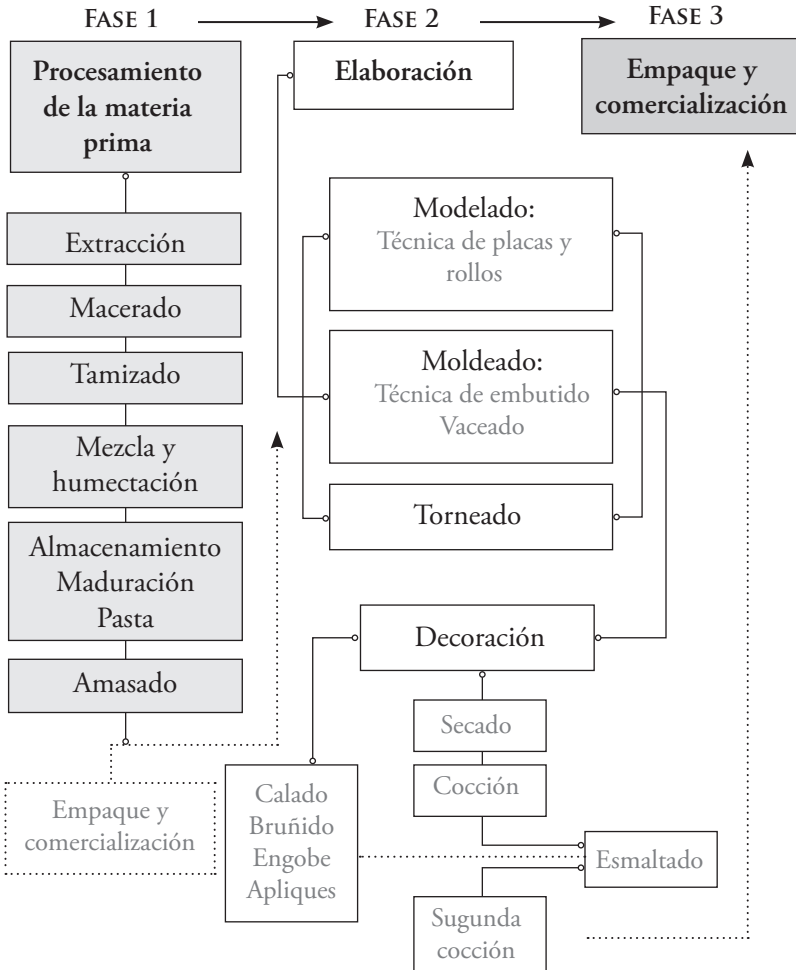 FASE 1
FASE 2
FASE 3
Procesamiento
de la materia
prima
Elaboración
Empaque y
comercialización
Extracción
Macerado
Tamizado
Mezcla y
humectación
Almacenamiento
Maduración
Pasta
Amasado
Empaque y
comercialización
Modelado:
Técnica de placas y
rollos
Moldeado:
Técnica de embutido
Vaceado
Torneado
Decoración
Calado
Bruñido
Engobe
Apliques
Secado
Cocción
Esmaltado
Sugunda
cocción